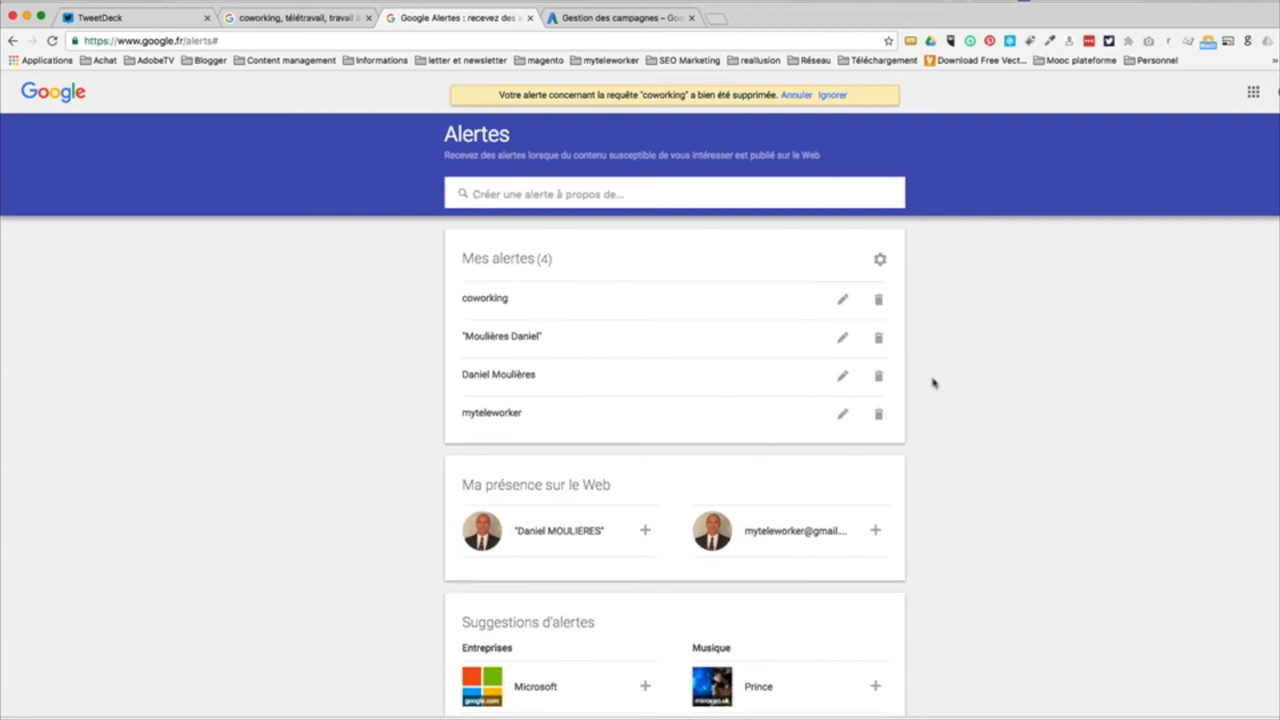 TweetDeck
coworking, télétravail, travail à
Google Alertes : recevez des a
Gestion des campagnes – Goo
https://www.google.fr/alerts#
Applications Achat AdobeTV Blogger Content management Informations letter et newsletter magento myteleworker SEO Marketing reallusion Réseau Téléchargement Download Free Vect... Mooc plateforme Personnel »
Google
Votre alerte concernant la requête "coworking" a bien été supprimée. Annuler Ignorer
Alertes
Recevez des alertes lorsque du contenu susceptible de vous intéresser est publié sur le Web
Créer une alerte à propos de...
Mes alertes (4)
coworking
"Moulières Daniel"
Daniel Moulières
myteleworker
Ma présence sur le Web
"Daniel MOULIERES"
myteleworker@gmail....
Suggestions d'alertes
Entreprises
Musique
google.com
Microsoft
Prince